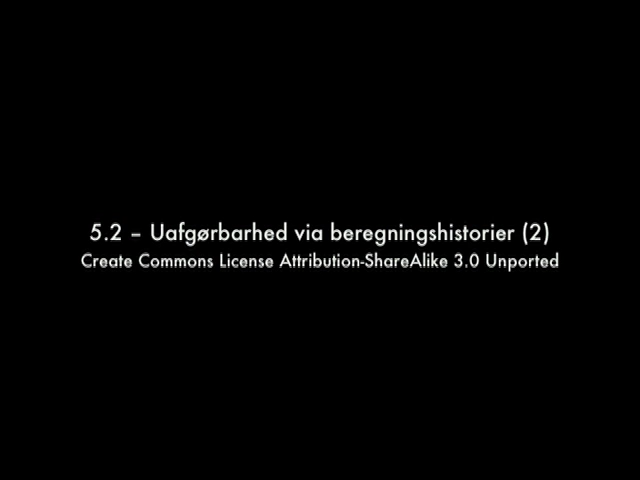 5.2 – Uafgørbarhed via beregningshistorier (2)
Create Commons License Attribution-ShareAlike 3.0 Unported